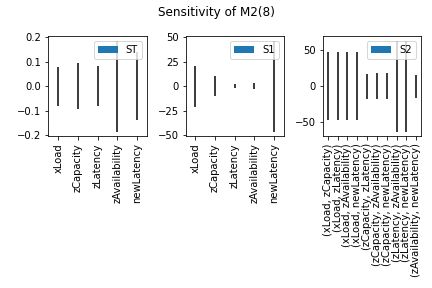 Sensitivity of M2(8)
ST
0.2
0.1
0.0
−0.1
−0.2
xLoad
zCapacity
zLatency
zAvailability
newLatency
S1
50
25
0
−25
−50
xLoad
zCapacity
zLatency
zAvailability
newLatency
S2
50
0
−50
(xLoad, zCapacity)
(xLoad, zLatency)
(xLoad, zAvailability)
(xLoad, newLatency)
(zCapacity, zLatency)
(zCapacity, zAvailability)
(zCapacity, newLatency)
(zLatency, zAvailability)
(zLatency, newLatency)
(zAvailability, newLatency)